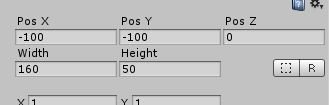 Pos X Pos Y Pos Z
-100 -100 0
Width Height
160 50
R
X 1 Y 1